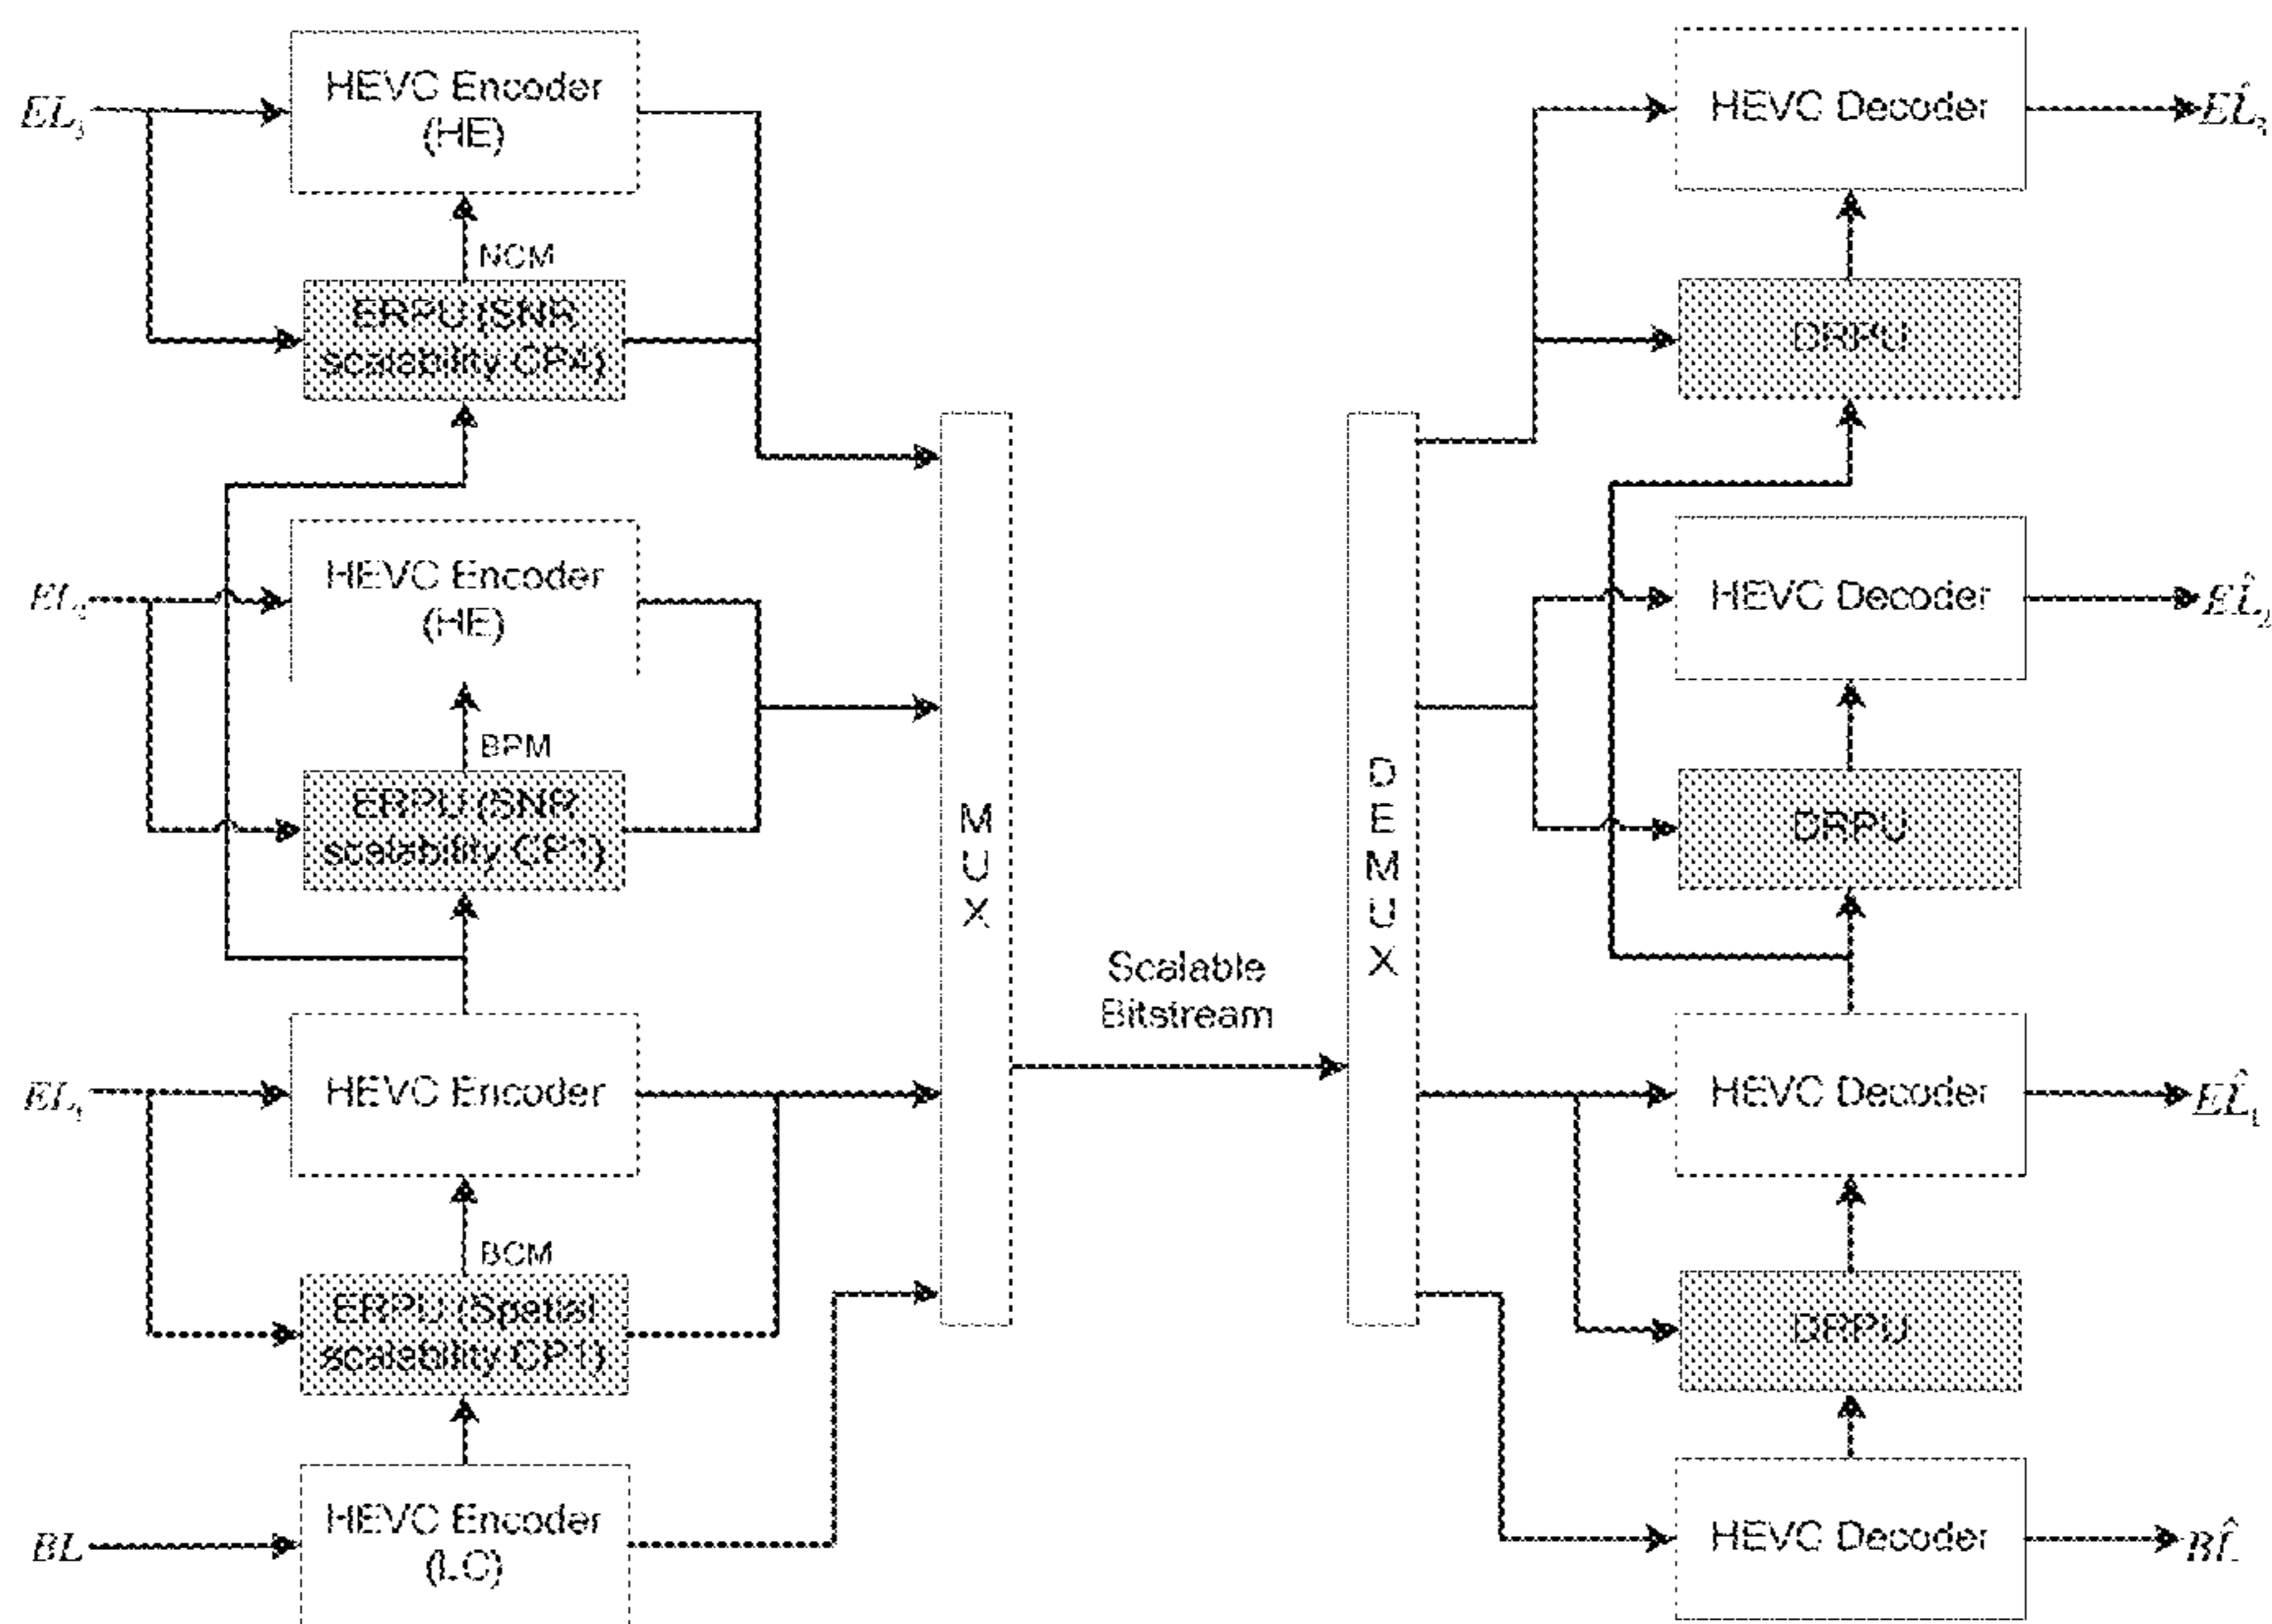 EL₃
HEVC Encoder
(HE)
NCM
ERPU (SNR
scalability CP4)
EL₂
HEVC Encoder
(HE)
BPM
ERPU (SNR
scalability
EL₁
HEVC Encoder
BCM
ERPU (Spatial
scalability CP1)
BL
HEVC Encoder
(LC)
MUX
Scalable
Bitstream
DEMUX
HEVC Decoder
EL̂₃
DRPU
HEVC Decoder
EL̂₂
DRPU
HEVC Decoder
EL̂₁
DRPU
HEVC Decoder
BL̂